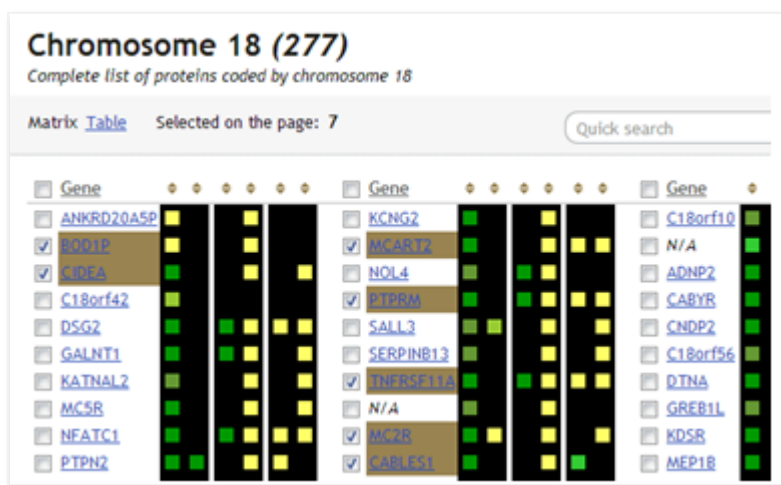 Chromosome 18 (277)
Complete list of proteins coded by chromosome 18
Matrix Table Selected on the page: 7 Quick search
Gene Gene Gene
ANKRD20A5P KCNG2 C18orf10
BOD1P MCART2 N/A
CIDEA NOL4 ADNP2
C18orf42 PTPRM CABYR
DSG2 SALL3 CNDP2
GALNT1 SERPINB13 C18orf56
KATNAL2 TNFRSF11A DTNA
MC5R N/A GREB1L
NFATC1 MC2R KDSR
PTPN2 CABLES1 MEP1B